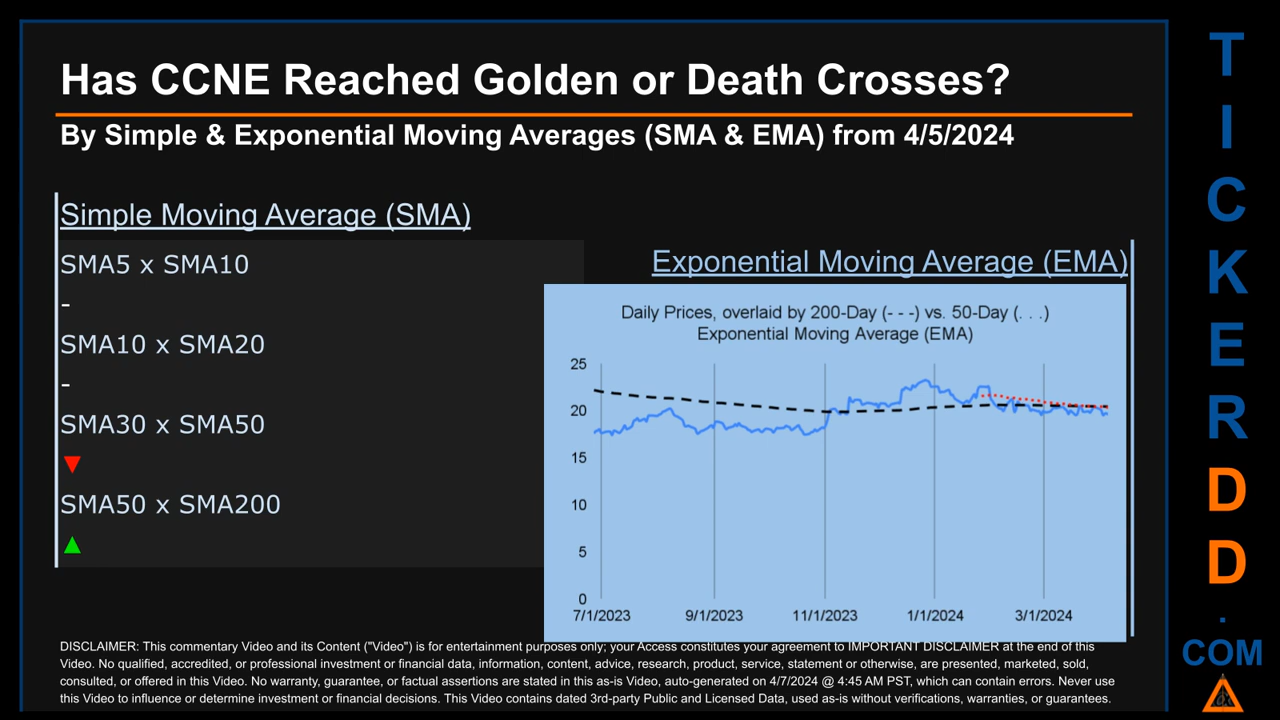 Has CCNE Reached Golden or Death Crosses?
By Simple & Exponential Moving Averages (SMA & EMA) from 4/5/2024
Simple Moving Average (SMA)
SMA5 x SMA10
-
SMA10 x SMA20
-
SMA30 x SMA50
▼
SMA50 x SMA200
▲
Exponential Moving Average (EMA)
Daily Prices, overlaid by 200-Day (- - -) vs. 50-Day (. . .)
Exponential Moving Average (EMA)
25
20
15
10
5
0
7/1/2023 9/1/2023 11/1/2023 1/1/2024 3/1/2024
DISCLAIMER: This commentary Video and its Content ("Video") is for entertainment purposes only; your Access constitutes your agreement to IMPORTANT DISCLAIMER at the end of this
Video. No qualified, accredited, or professional investment or financial data, information, content, advice, research, product, service, statement or otherwise, are presented, marketed, sold,
consulted, or offered in this Video. No warranty, guarantee, or factual assertions are stated in this as-is Video, auto-generated on 4/7/2024 @ 4:45 AM PST, which can contain errors. Never use
this Video to influence or determine investment or financial decisions. This Video contains dated 3rd-party Public and Licensed Data, used as-is without verifications, warranties, or guarantees.
T
I
C
K
E
R
D
D
.
COM